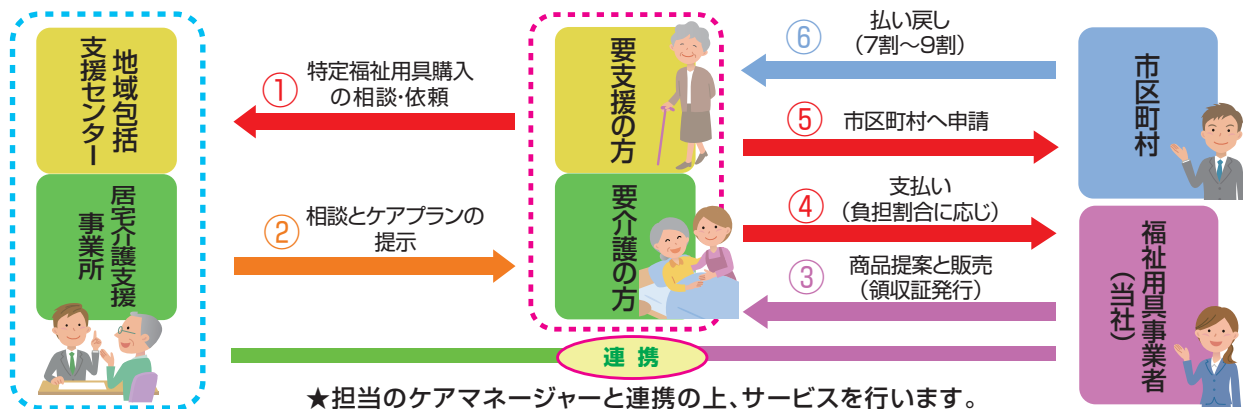 地域包括
支援センター
居宅介護支援
事業所
①
特定福祉用具購入
の相談・依頼
②
相談とケアプランの
提示
要支援の方
要介護の方
⑥
払い戻し
（7割〜9割）
⑤
市区町村へ申請
④
支払い
（負担割合に応じ）
③
商品提案と販売
（領収証発行）
市区町村
福祉用具事業者
（当社）
連携
★担当のケアマネージャーと連携の上、サービスを行います。